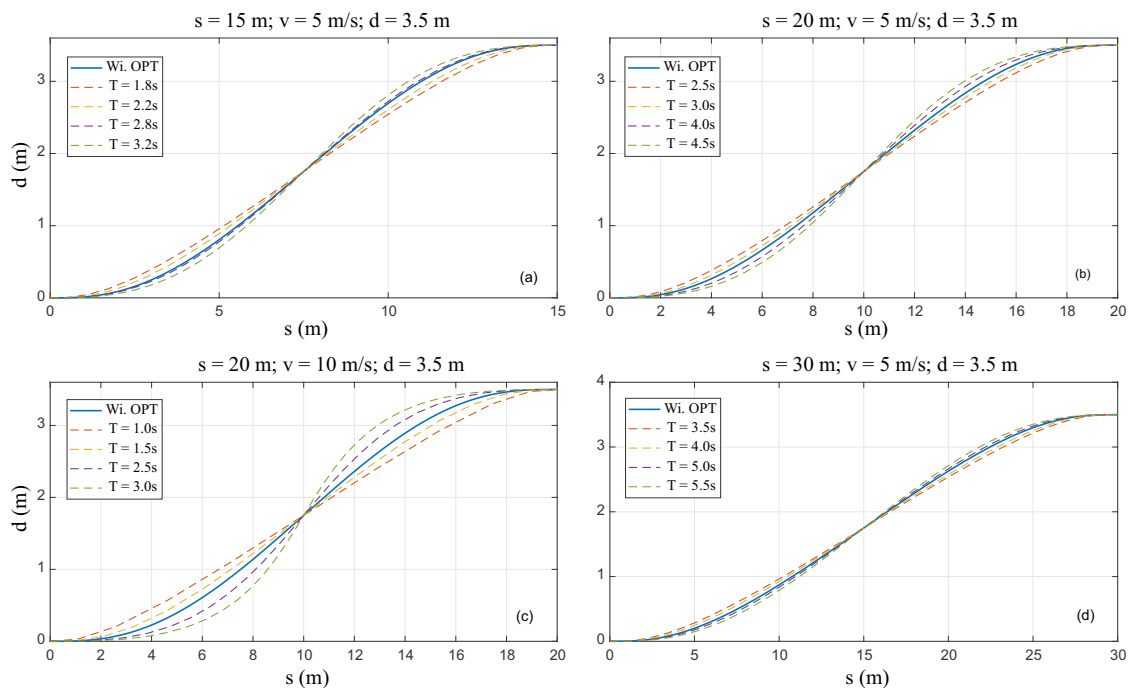 s = 15 m; v = 5 m/s; d = 3.5 m
Wi. OPT
T = 1.8s
T = 2.2s
T = 2.8s
T = 3.2s
d (m)
3
2
1
0
(a)
0 5 10 15
s (m)
s = 20 m; v = 5 m/s; d = 3.5 m
Wi. OPT
T = 2.5s
T = 3.0s
T = 4.0s
T = 4.5s
3
2
1
0
(b)
0 2 4 6 8 10 12 14 16 18 20
s (m)
s = 20 m; v = 10 m/s; d = 3.5 m
Wi. OPT
T = 1.0s
T = 1.5s
T = 2.5s
T = 3.0s
d (m)
3
2
1
0
(c)
0 2 4 6 8 10 12 14 16 18 20
s (m)
s = 30 m; v = 5 m/s; d = 3.5 m
Wi. OPT
T = 3.5s
T = 4.0s
T = 5.0s
T = 5.5s
4
3
2
1
0
(d)
0 5 10 15 20 25 30
s (m)